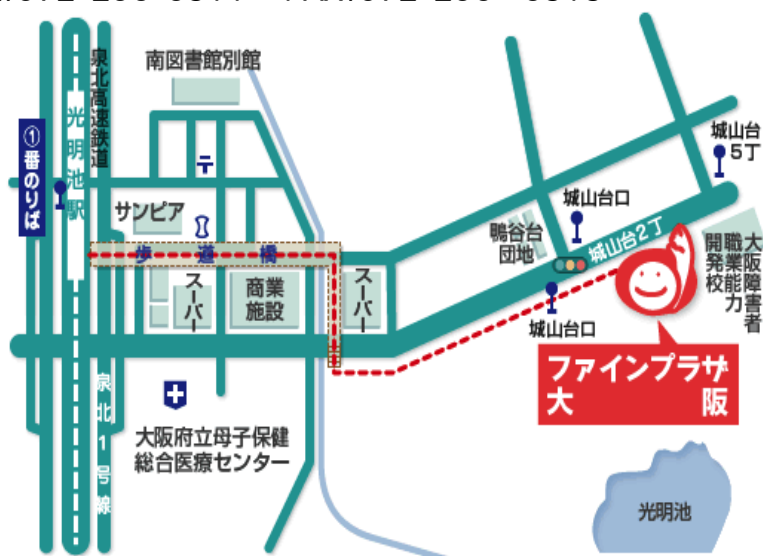 南図書館別館
泉北高速鉄道
光明池駅
①番のりば
〒
サンピア
歩道橋
スーパー
商業
施設
スーパー
鴨谷台
団地
城山台口
城山台
5丁
城山台2丁
城山台口
大阪障害者
職業能力
開発校
ファインプラザ
大阪
泉北1号線
大阪府立母子保健
総合医療センター
光明池